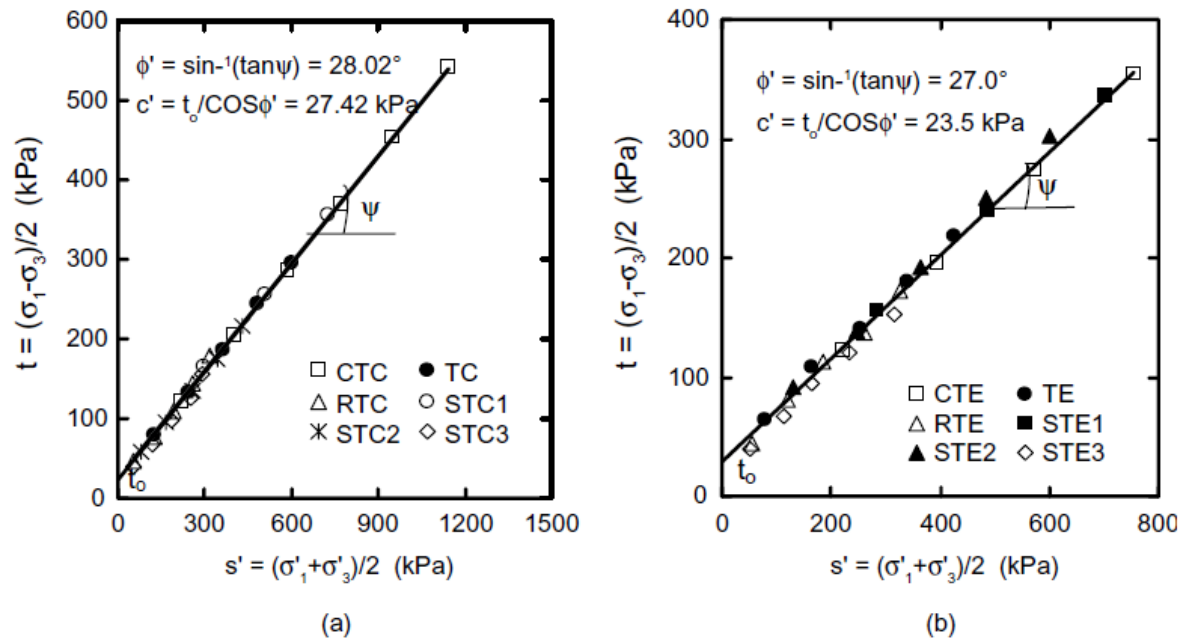 600
500
400
300
200
100
0
0 300 600 900 1200 1500
t = (σ₁-σ₃)/2 (kPa)
ϕ' = sin-¹(tanψ) = 28.02°
c' = tₒ/COSϕ' = 27.42 kPa
ψ
□ CTC ● TC
△ RTC ○ STC1
STC2 ◇ STC3
tₒ
s' = (σ'₁+σ'₃)/2 (kPa)
(a)
400
300
200
100
0
0 200 400 600 800
t = (σ₁-σ₃)/2 (kPa)
ϕ' = sin-¹(tanψ) = 27.0°
c' = tₒ/COSϕ' = 23.5 kPa
ψ
□ CTE ● TE
△ RTE ■ STE1
▲ STE2 ◇ STE3
tₒ
s' = (σ'₁+σ'₃)/2 (kPa)
(b)